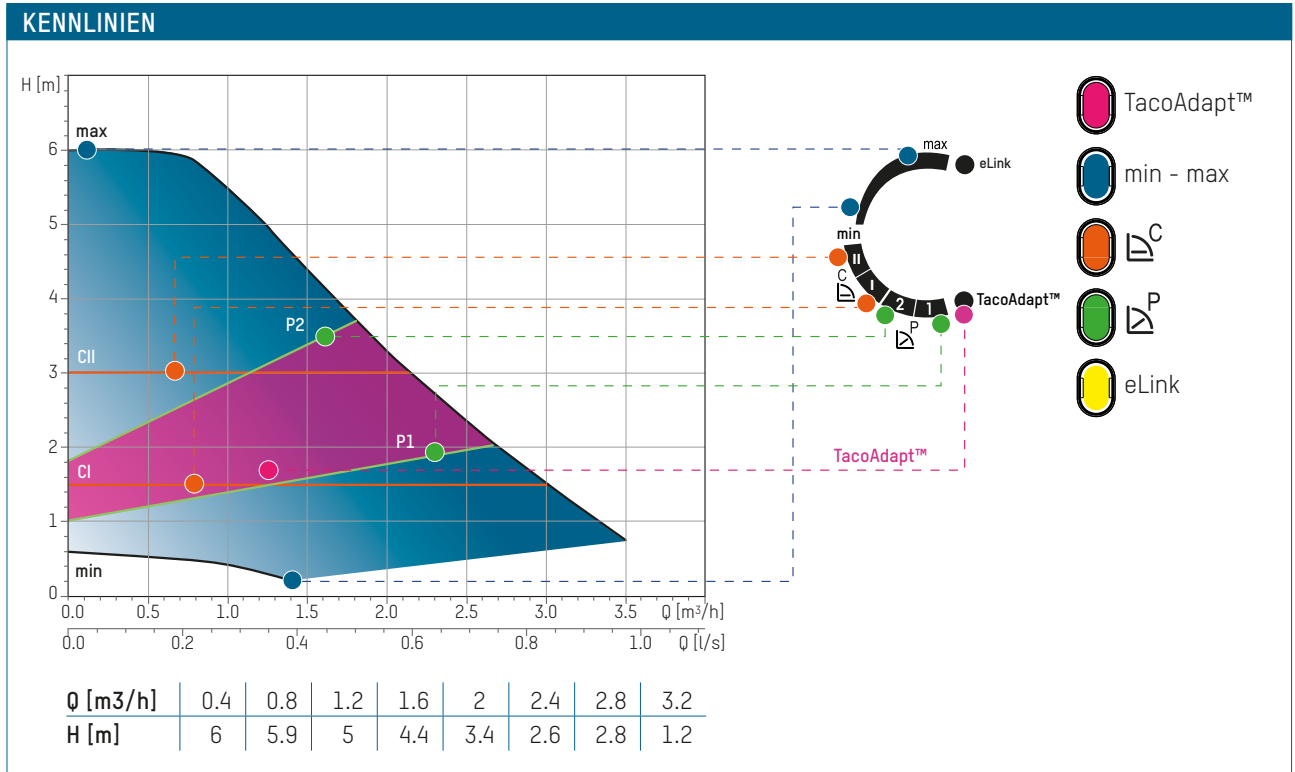 KENNLINIEN
H [m]
max
6
5
4
3
2
1
0
P2
CII
P1
CI
min
0.0 0.5 1.0 1.5 2.0 2.5 3.0 3.5 Q [m³/h]
0.0 0.2 0.4 0.6 0.8 1.0 Q [l/s]
max
eLink
min
II
I
C
2
1
P
TacoAdapt™
TacoAdapt™
TacoAdapt™
min - max
C
P
eLink
Q [m3/h] 0.4 0.8 1.2 1.6 2 2.4 2.8 3.2
H [m] 6 5.9 5 4.4 3.4 2.6 2.8 1.2